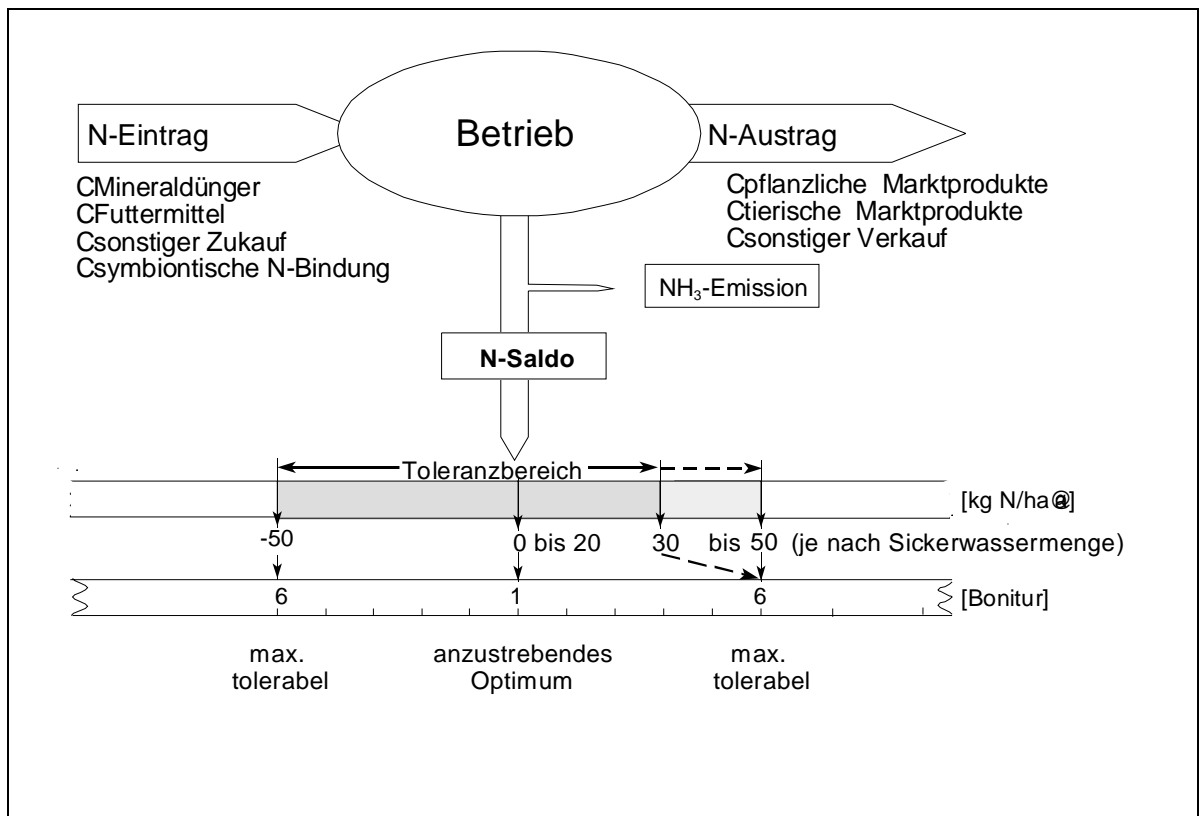 N-Eintrag
Betrieb
N-Austrag
CMineraldünger
CFuttermittel
Csonstiger Zukauf
Csymbiontische N-Bindung
Cpflanzliche Marktprodukte
Ctierische Marktprodukte
Csonstiger Verkauf
NH₃-Emission
N-Saldo
Toleranzbereich
[kg N/ha@a]
-50 0 bis 20 30 bis 50 (je nach Sickerwassermenge)
6 1 6 [Bonitur]
max. anzustrebendes max.
tolerabel Optimum tolerabel